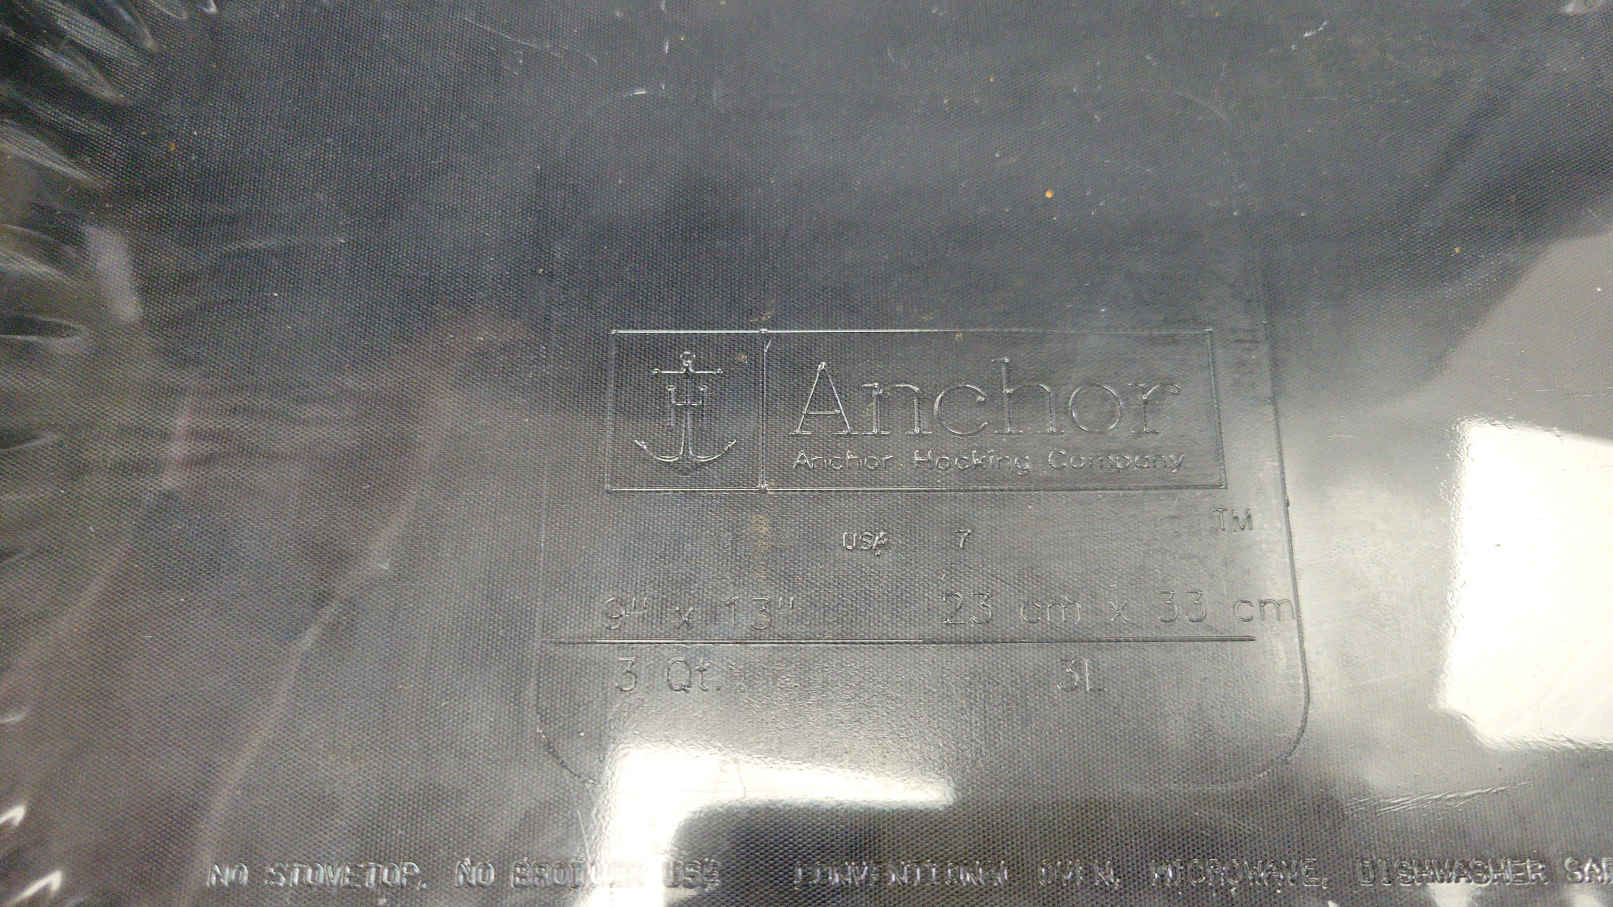 H
Anchor
Anchor Hocking Company
TM
USA 7
9" x 13" 23 cm x 33 cm
3 Qt. 3L
NO STOVETOP, NO BROILER USE CONVENTIONAL OVEN, MICROWAVE, DISHWASHER SAF